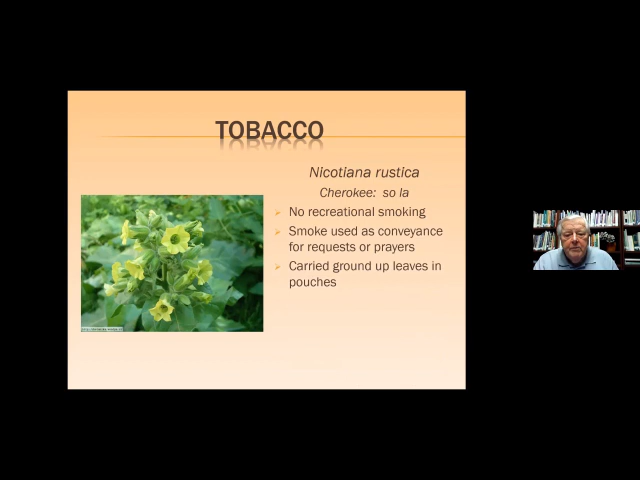 TOBACCO
Nicotiana rustica
Cherokee: so la
No recreational smoking
Smoke used as conveyance
for requests or prayers
Carried ground up leaves in
pouches